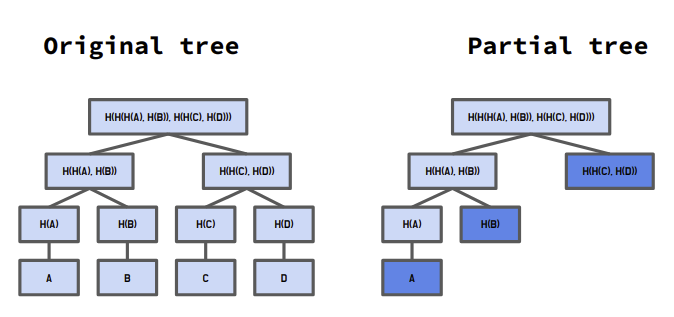 Original tree
Partial tree
H(H(H(A), H(B)), H(H(C), H(D)))
H(H(H(A), H(B)), H(H(C), H(D)))
H(H(A), H(B))
H(H(C), H(D))
H(H(A), H(B))
H(H(C), H(D))
H(A)
H(B)
H(C)
H(D)
H(A)
H(B)
A
B
C
D
A